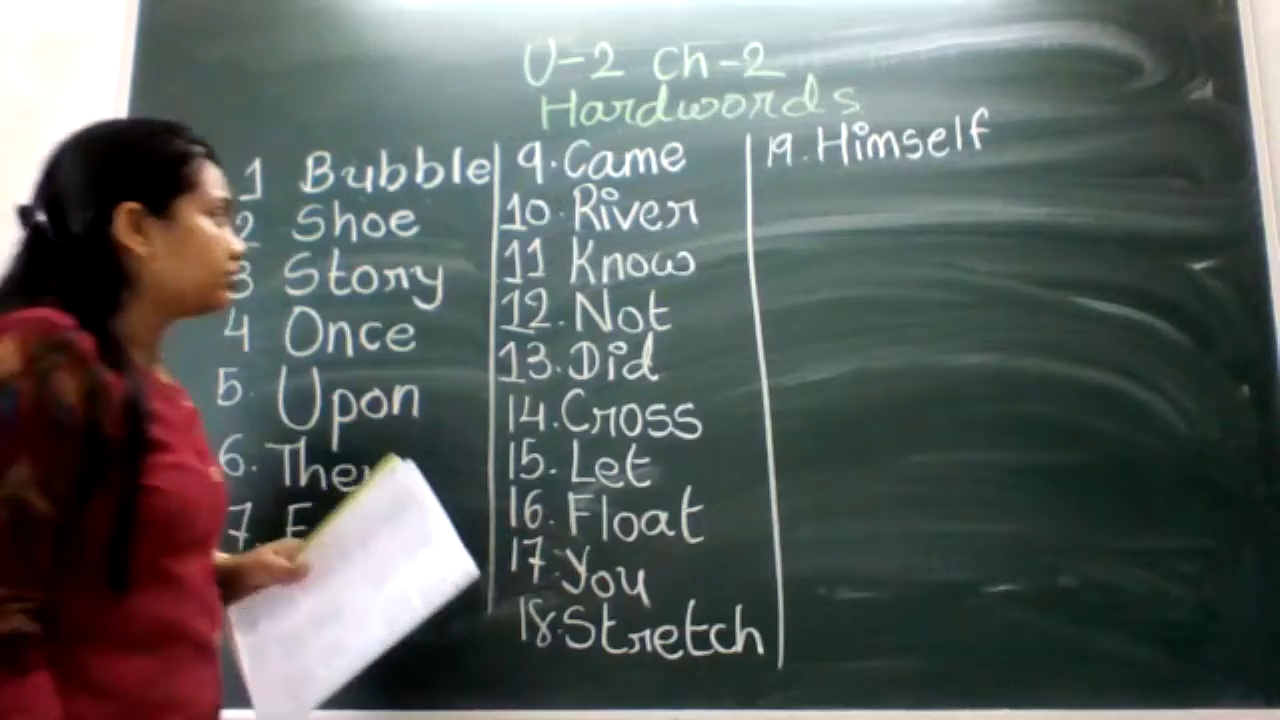 U-2 Ch-2
Hardwords
1 Bubble
2 Shoe
3 Story
4 Once
5. Upon
6.
7
9. Came
10. River
11 Know
12. Not
13. Did
14. Cross
15. Let
16. Float
17. You
18. Stretch
19. Himself